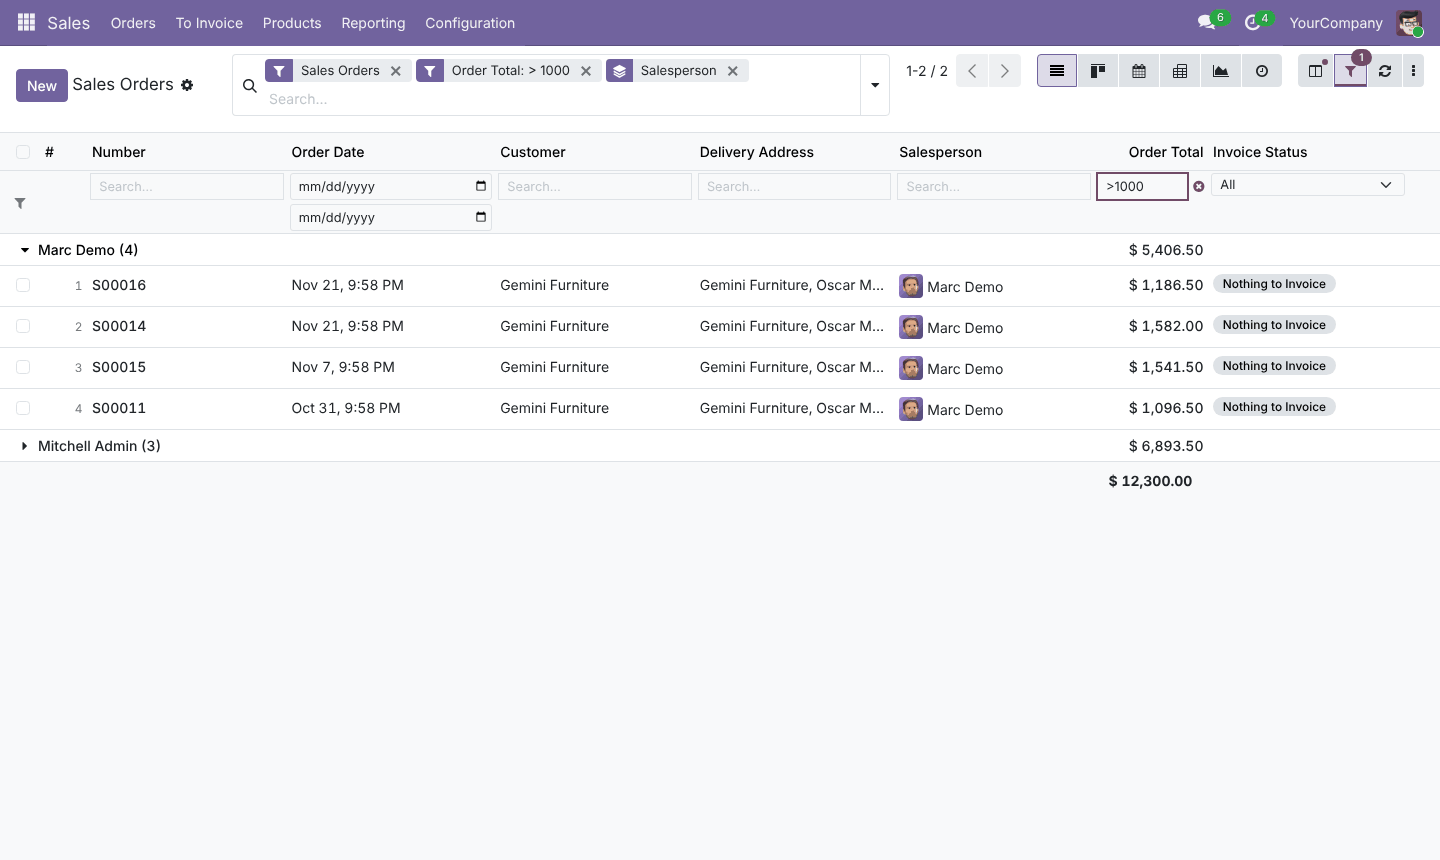 Sales Orders To Invoice Products Reporting Configuration 6 4 YourCompany
New Sales Orders
Sales Orders Order Total: > 1000 Salesperson
Search...
1-2 / 2
1
# Number Order Date Customer Delivery Address Salesperson Order Total Invoice Status
Search... mm/dd/yyyy Search... Search... Search... >1000 All
mm/dd/yyyy
Marc Demo (4) $ 5,406.50
1 S00016 Nov 21, 9:58 PM Gemini Furniture Gemini Furniture, Oscar M... Marc Demo $ 1,186.50 Nothing to Invoice
2 S00014 Nov 21, 9:58 PM Gemini Furniture Gemini Furniture, Oscar M... Marc Demo $ 1,582.00 Nothing to Invoice
3 S00015 Nov 7, 9:58 PM Gemini Furniture Gemini Furniture, Oscar M... Marc Demo $ 1,541.50 Nothing to Invoice
4 S00011 Oct 31, 9:58 PM Gemini Furniture Gemini Furniture, Oscar M... Marc Demo $ 1,096.50 Nothing to Invoice
Mitchell Admin (3) $ 6,893.50
$ 12,300.00